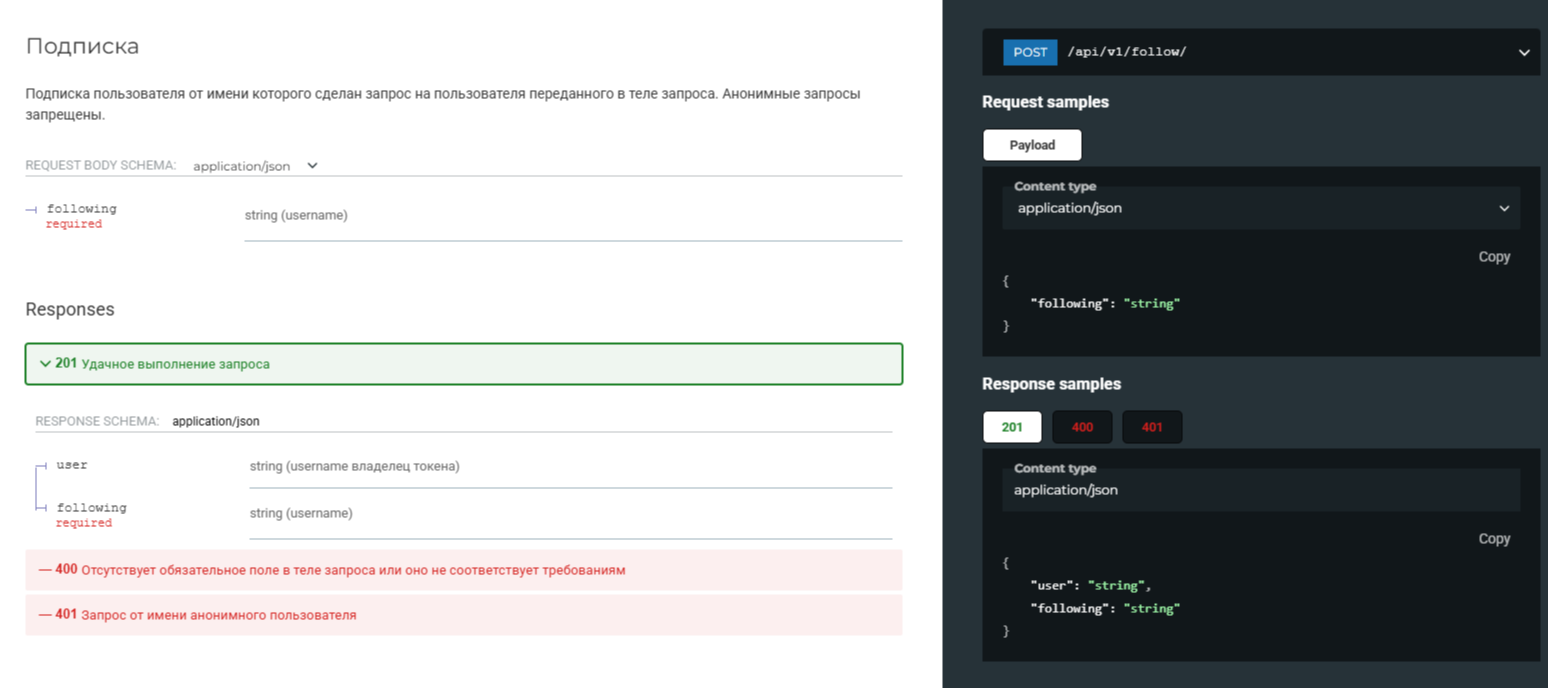 Подписка
Подписка пользователя от имени которого сделан запрос на пользователя переданного в теле запроса. Анонимные запросы
запрещены.
REQUEST BODY SCHEMA: application/json
following
required
string (username)
Responses
201 Удачное выполнение запроса
RESPONSE SCHEMA: application/json
user
string (username владелец токена)
following
required
string (username)
— 400 Отсутствует обязательное поле в теле запроса или оно не соответствует требованиям
— 401 Запрос от имени анонимного пользователя
POST /api/v1/follow/
Request samples
Payload
Content type
application/json
Copy
{
"following": "string"
}
Response samples
201 400 401
Content type
application/json
Copy
{
"user": "string",
"following": "string"
}